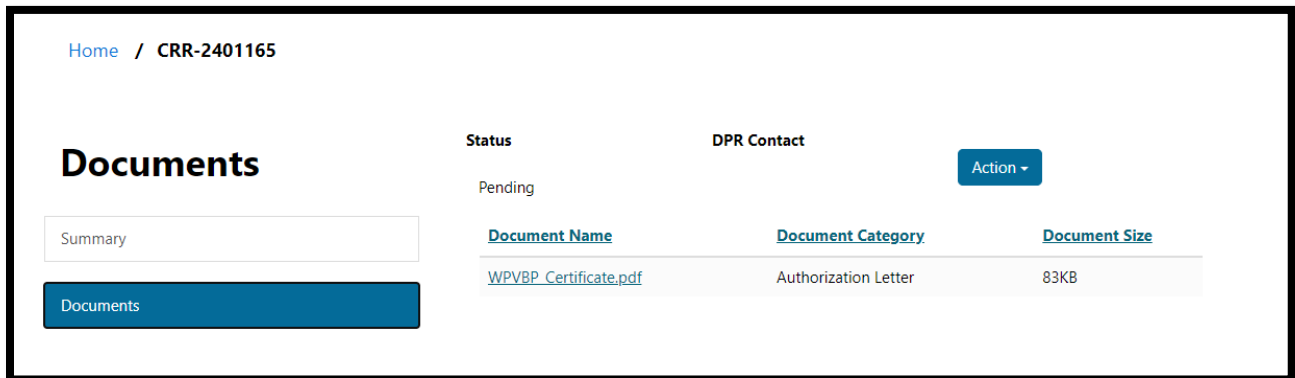 Home / CRR-2401165
Documents
Summary
Documents
Status DPR Contact
Action
Pending
Document Name Document Category Document Size
WPVBP_Certificate.pdf Authorization Letter 83KB